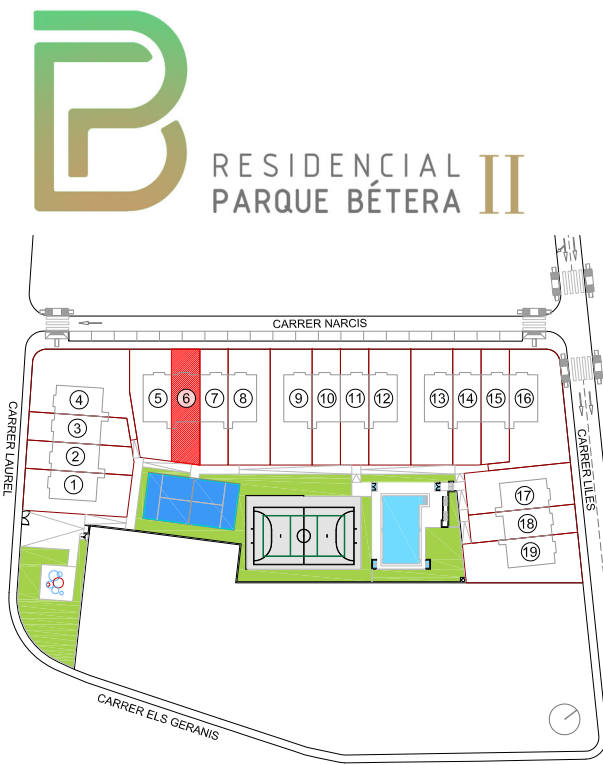 RESIDENCIAL
PARQUE BÉTERA II
CARRER NARCIS
CARRER LAUREL
CARRER LILES
4
3
2
1
5 6 7 8 9 10 11 12 13 14 15 16
17
18
19
CARRER ELS GERANIS